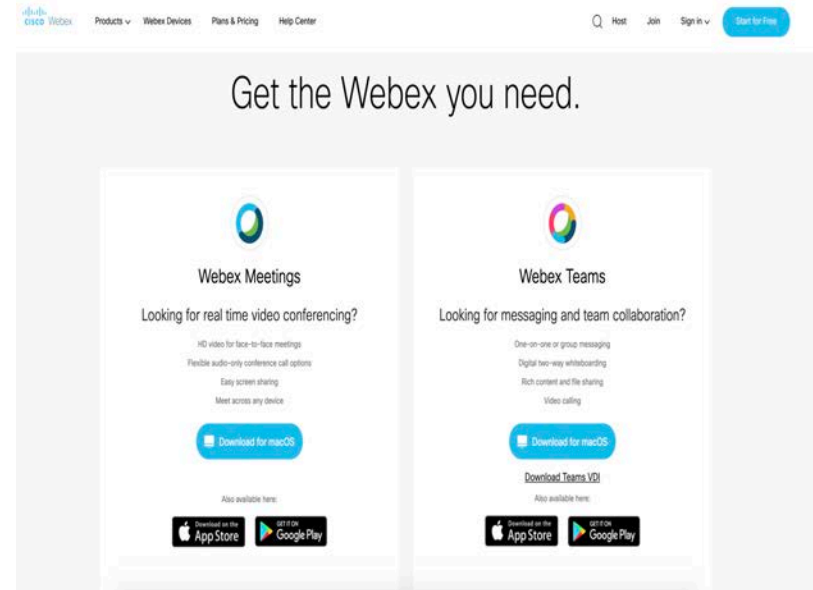 CISCO Webex
Products
Webex Devices
Plans & Pricing
Help Center
Host
Join
Sign in
Start for Free
Get the Webex you need.
Webex Meetings
Looking for real time video conferencing?
HD video for face-to-face meetings
Flexible audio-only conference call options
Easy screen sharing
Meet across any device
Download for macOS
Also available here:
Download on the
App Store
GET IT ON
Google Play
Webex Teams
Looking for messaging and team collaboration?
One-on-one or group messaging
Digital two-way whiteboarding
Rich content and file sharing
Video calling
Download for macOS
Download Teams VDI
Also available here:
Download on the
App Store
GET IT ON
Google Play